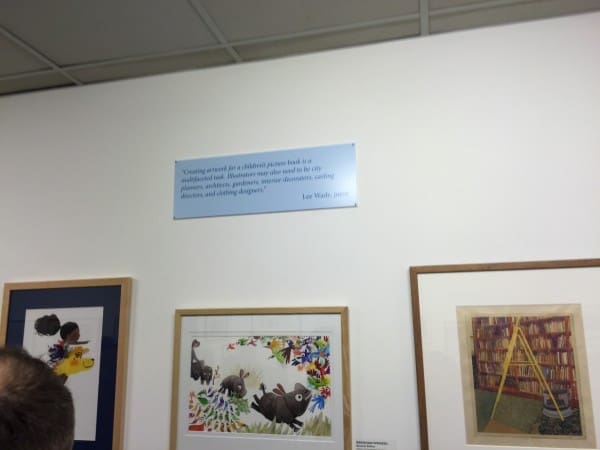 "Creating artwork for a children's picture book is a
multifaceted task. Illustrators may also need to be city
planners, architects, gardeners, interior decorators, casting
directors, and clothing designers."
Lee Wade, juror